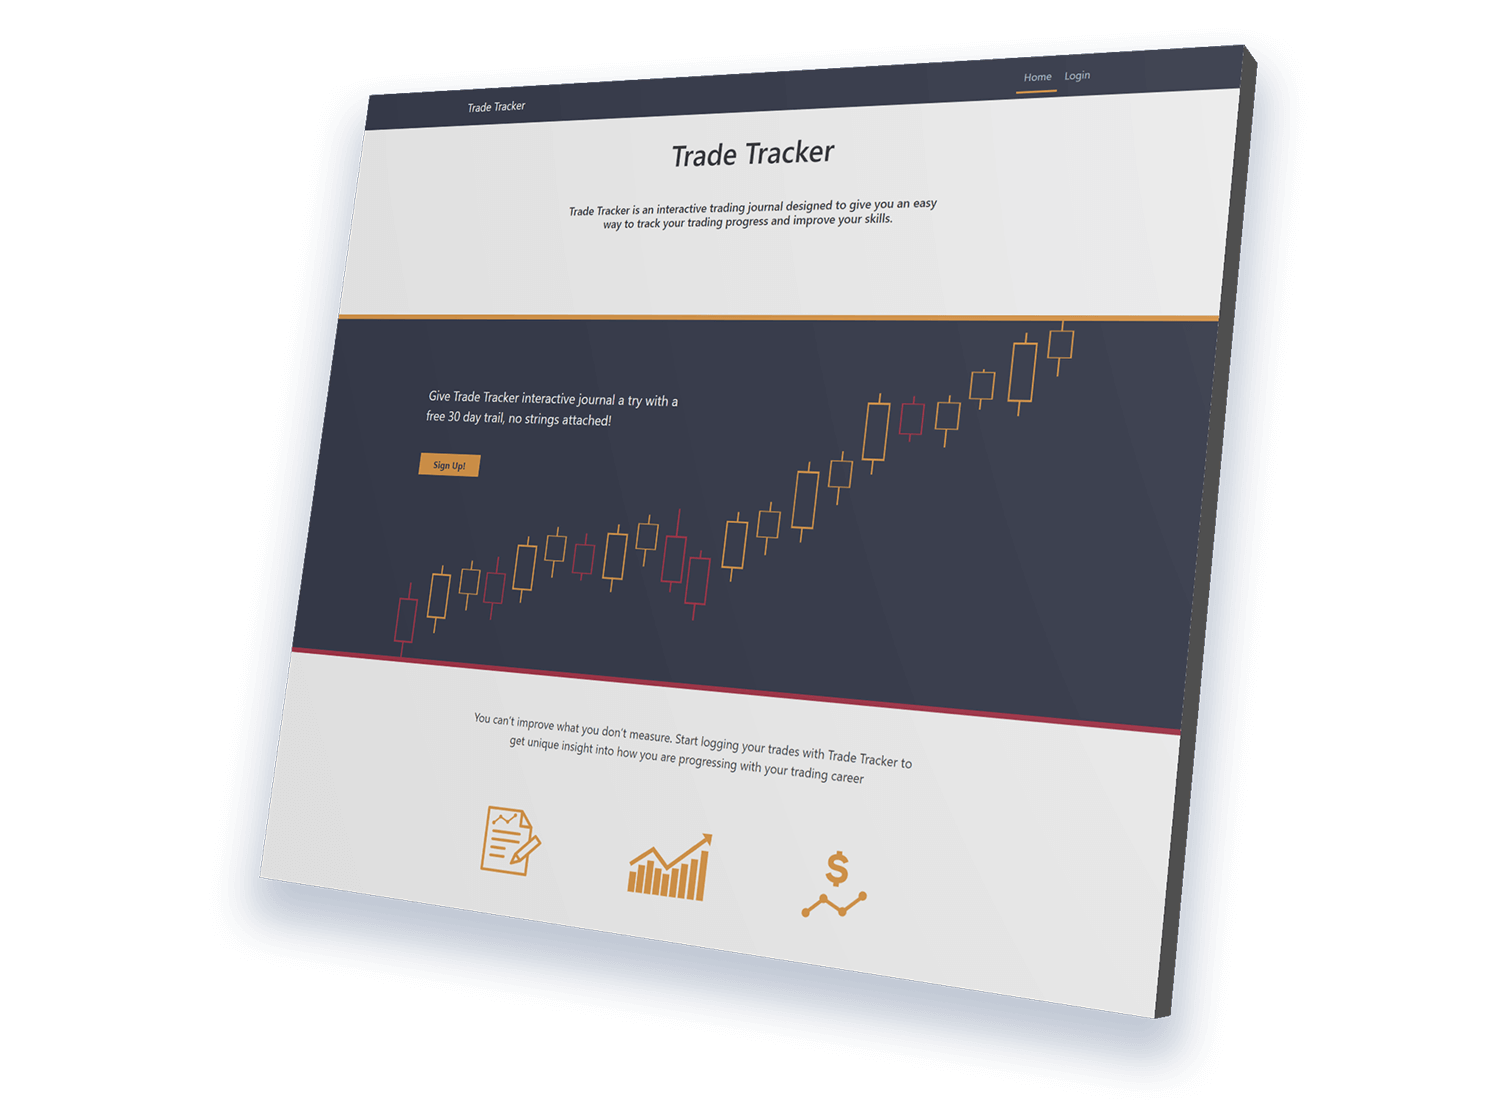 Trade Tracker
Home Login
Trade Tracker
Trade Tracker is an interactive trading journal designed to give you an easy
way to track your trading progress and improve your skills.
Give Trade Tracker interactive journal a try with a
free 30 day trail, no strings attached!
Sign Up!
You can't improve what you don't measure. Start logging your trades with Trade Tracker to
get unique insight into how you are progressing with your trading career
$